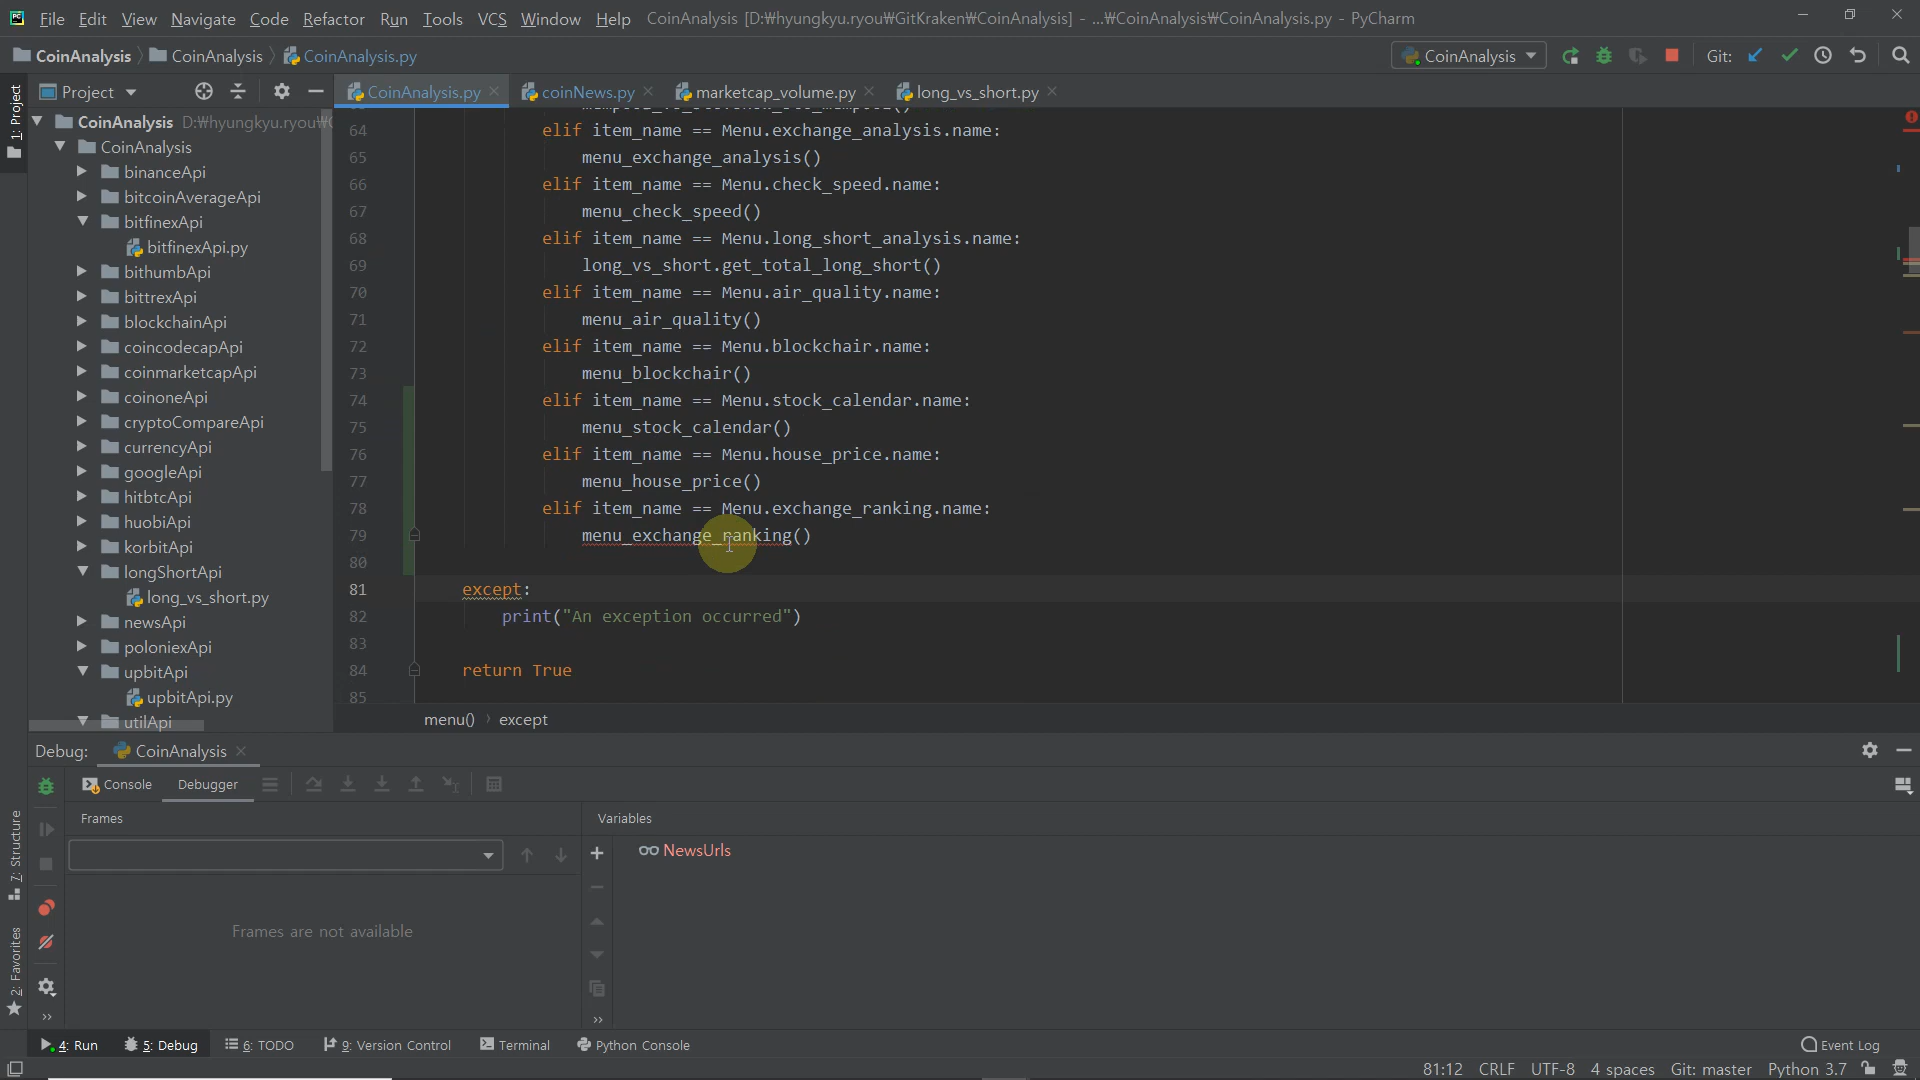 File Edit View Navigate Code Refactor Run Tools VCS Window Help CoinAnalysis [D:₩hyungkyu.ryou₩GitKraken₩CoinAnalysis] - ...₩CoinAnalysis₩CoinAnalysis.py - PyCharm
CoinAnalysis CoinAnalysis CoinAnalysis.py CoinAnalysis Git:
Project CoinAnalysis.py coinNews.py marketcap_volume.py long_vs_short.py
1: Project
CoinAnalysis D:₩hyungkyu.ryou₩
CoinAnalysis
binanceApi
bitcoinAverageApi
bitfinexApi
bitfinexApi.py
bithumbApi
bittrexApi
blockchainApi
coincodecapApi
coinmarketcapApi
coinoneApi
cryptoCompareApi
currencyApi
googleApi
hitbtcApi
huobiApi
korbitApi
longShortApi
long_vs_short.py
newsApi
poloniexApi
upbitApi
upbitApi.py
utilApi
64 elif item_name == Menu.exchange_analysis.name:
65 menu_exchange_analysis()
66 elif item_name == Menu.check_speed.name:
67 menu_check_speed()
68 elif item_name == Menu.long_short_analysis.name:
69 long_vs_short.get_total_long_short()
70 elif item_name == Menu.air_quality.name:
71 menu_air_quality()
72 elif item_name == Menu.blockchair.name:
73 menu_blockchair()
74 elif item_name == Menu.stock_calendar.name:
75 menu_stock_calendar()
76 elif item_name == Menu.house_price.name:
77 menu_house_price()
78 elif item_name == Menu.exchange_ranking.name:
79 menu_exchange_ranking()
80
81 except:
82 print("An exception occurred")
83
84 return True
85
menu() except
Debug: CoinAnalysis
Console Debugger
Frames Variables
NewsUrls
Frames are not available
7: Structure
2: Favorites
4: Run 5: Debug 6: TODO 9: Version Control Terminal Python Console Event Log
81:12 CRLF UTF-8 4 spaces Git: master Python 3.7